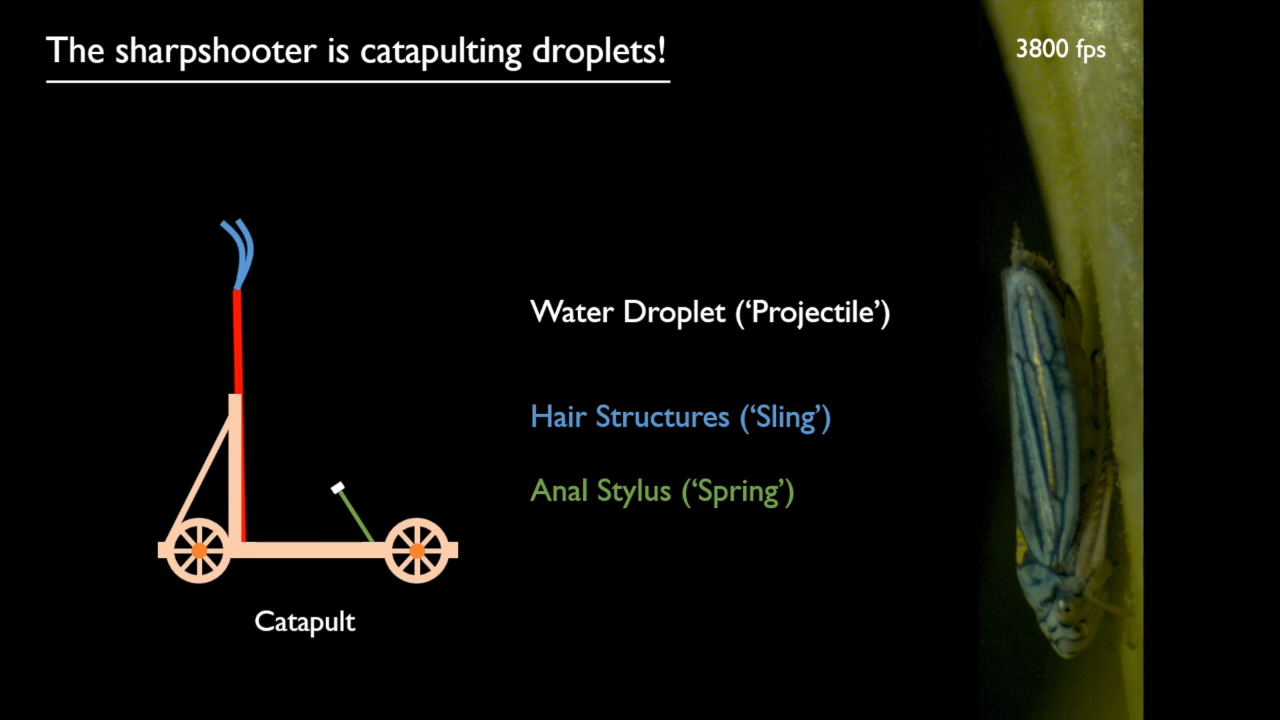 The sharpshooter is catapulting droplets!
3800 fps
Water Droplet (‘Projectile’)
Hair Structures (‘Sling’)
Anal Stylus (‘Spring’)
Catapult